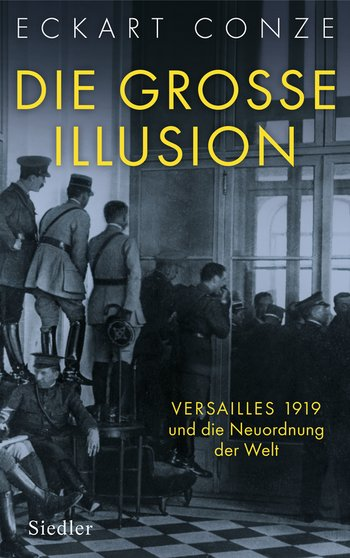 ECKART CONZE
DIE GROSSE
ILLUSION
VERSAILLES 1919
und die Neuordnung
der Welt
Siedler